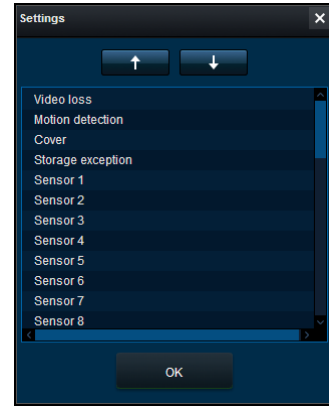 Settings
Video loss
Motion detection
Cover
Storage exception
Sensor 1
Sensor 2
Sensor 3
Sensor 4
Sensor 5
Sensor 6
Sensor 7
Sensor 8
OK